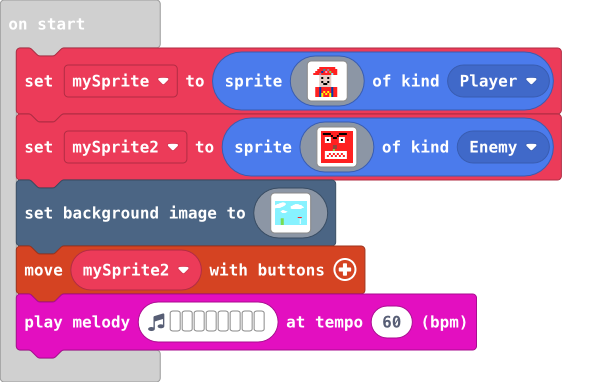 on start
set mySprite to sprite of kind Player
set mySprite2 to sprite of kind Enemy
set background image to
move mySprite2 with buttons
play melody at tempo 60 (bpm)